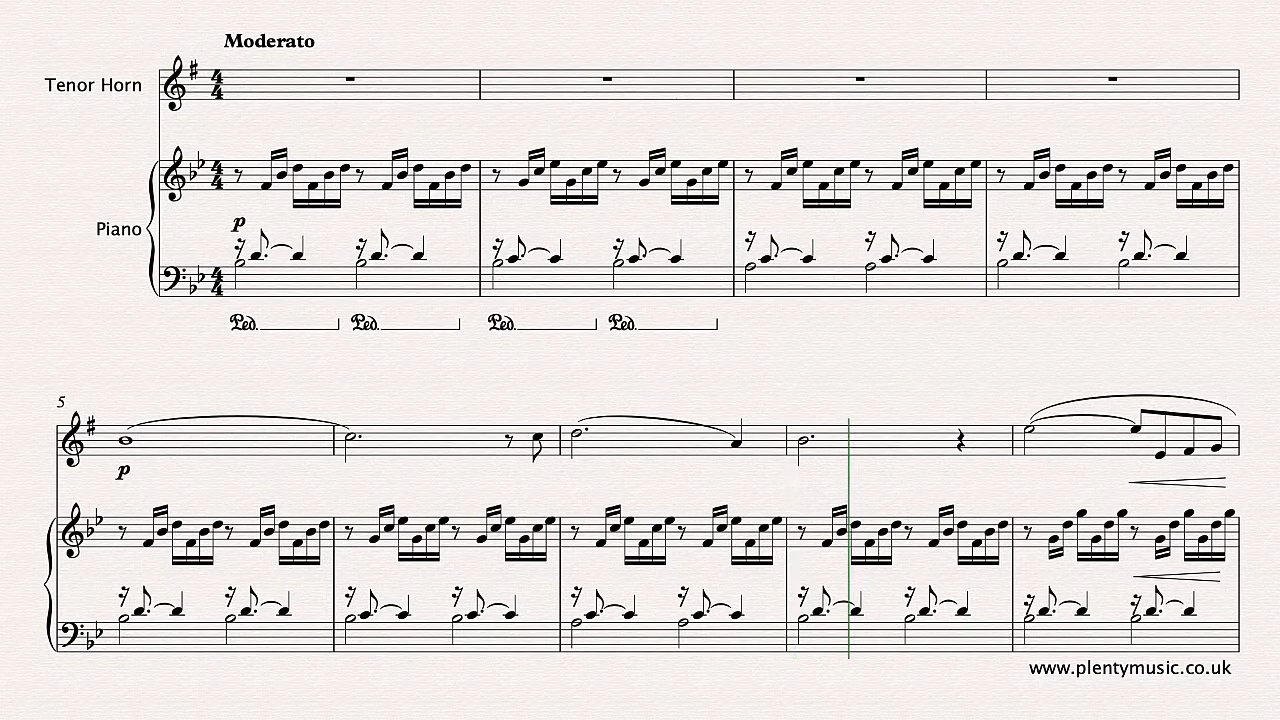 Moderato
Tenor Horn
Piano
p
Ped. Ped. Ped. Ped.
5
p
www.plentymusic.co.uk